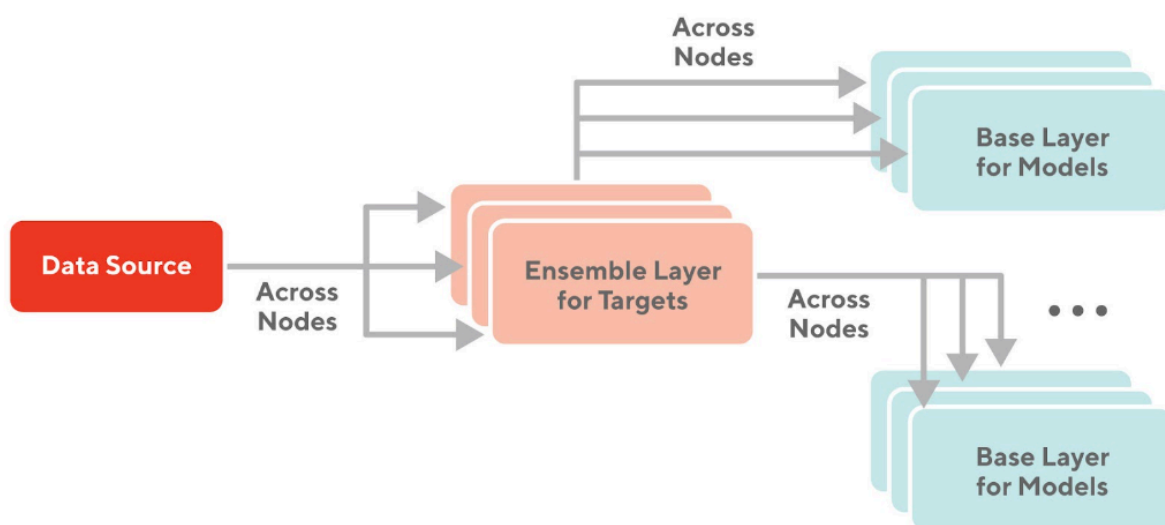 Across
Nodes
Base Layer
for Models
Data Source
Across
Nodes
Ensemble Layer
for Targets
Across
Nodes
...
Base Layer
for Models